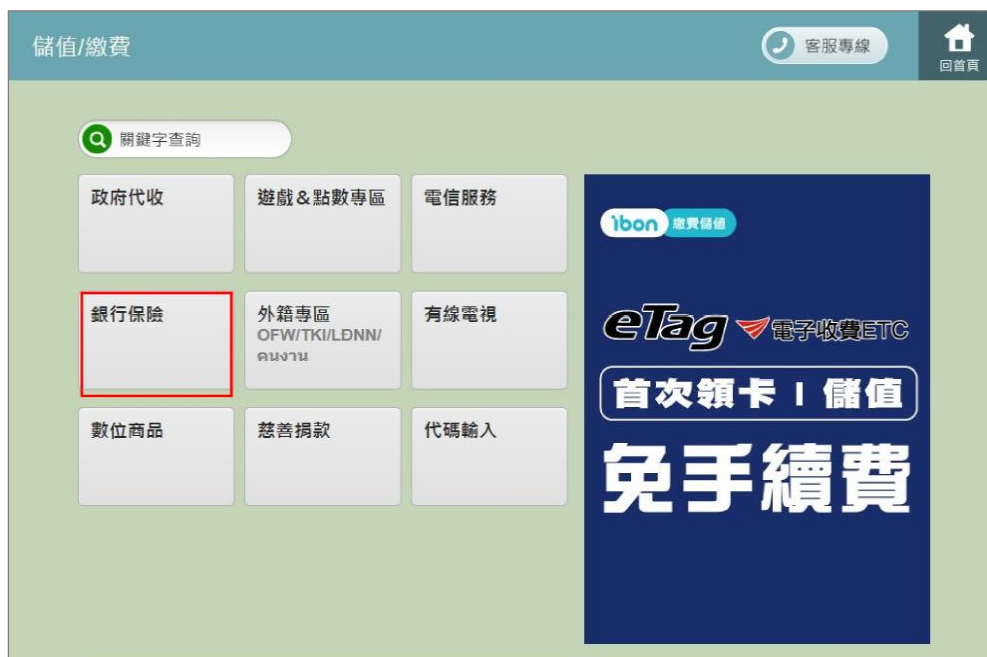 儲值/繳費
客服專線
回首頁
關鍵字查詢
政府代收
遊戲&點數專區
電信服務
銀行保險
外籍專區
OFW/TKI/LĐNN/
คนงาน
有線電視
數位商品
慈善捐款
代碼輸入
ibon 繳費儲值
eTag 電子收費ETC
首次領卡 | 儲值
免手續費